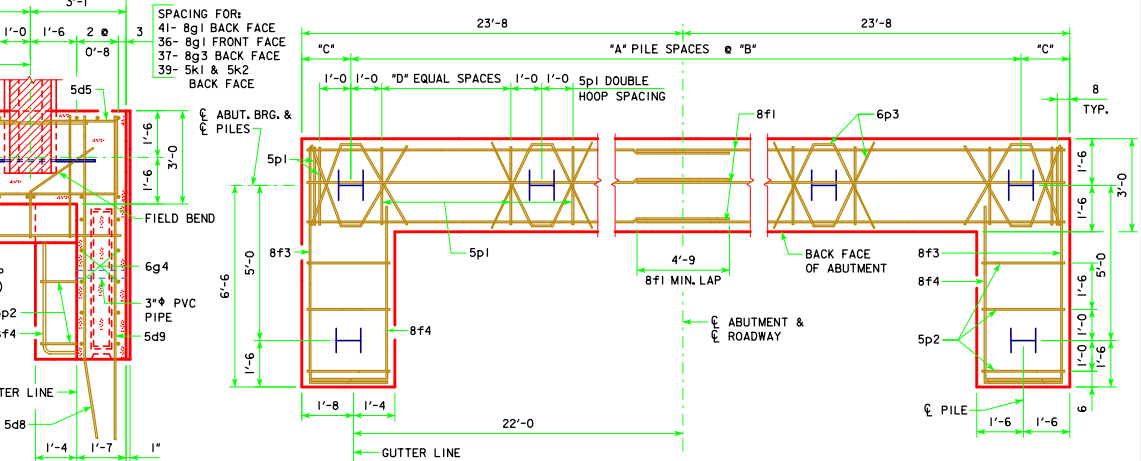 3'-1
1'-0
1'-6
2 @
0'-8
3
SPACING FOR:
41- 8g1 BACK FACE
36- 8g1 FRONT FACE
37- 8g3 BACK FACE
39- 5k1 & 5k2
BACK FACE
5d5
1'-6
1'-6
3'-0
FIELD BEND
6g4
3"Φ PVC
PIPE
5d9
p2
f4
TER LINE
5d8
1'-4
1'-7
1"
23'-8
23'-8
"C"
"A" PILE SPACES @ "B"
"C"
1'-0
1'-0
"D" EQUAL SPACES
1'-0
1'-0
5p1 DOUBLE
HOOP SPACING
8
TYP.
℄ ABUT. BRG. &
℄ PILES
8f1
6p3
5p1
1'-6
1'-6
3'-0
8f3
5p1
4'-9
8f1 MIN. LAP
BACK FACE
OF ABUTMENT
8f3
8f4
6'-6
5'-0
1'-6
8f4
℄ ABUTMENT &
℄ ROADWAY
5p2
1'-6
1'-0
1'-0
6
5'-0
1'-6
℄ PILE
1'-8
1'-4
22'-0
1'-6
1'-6
GUTTER LINE